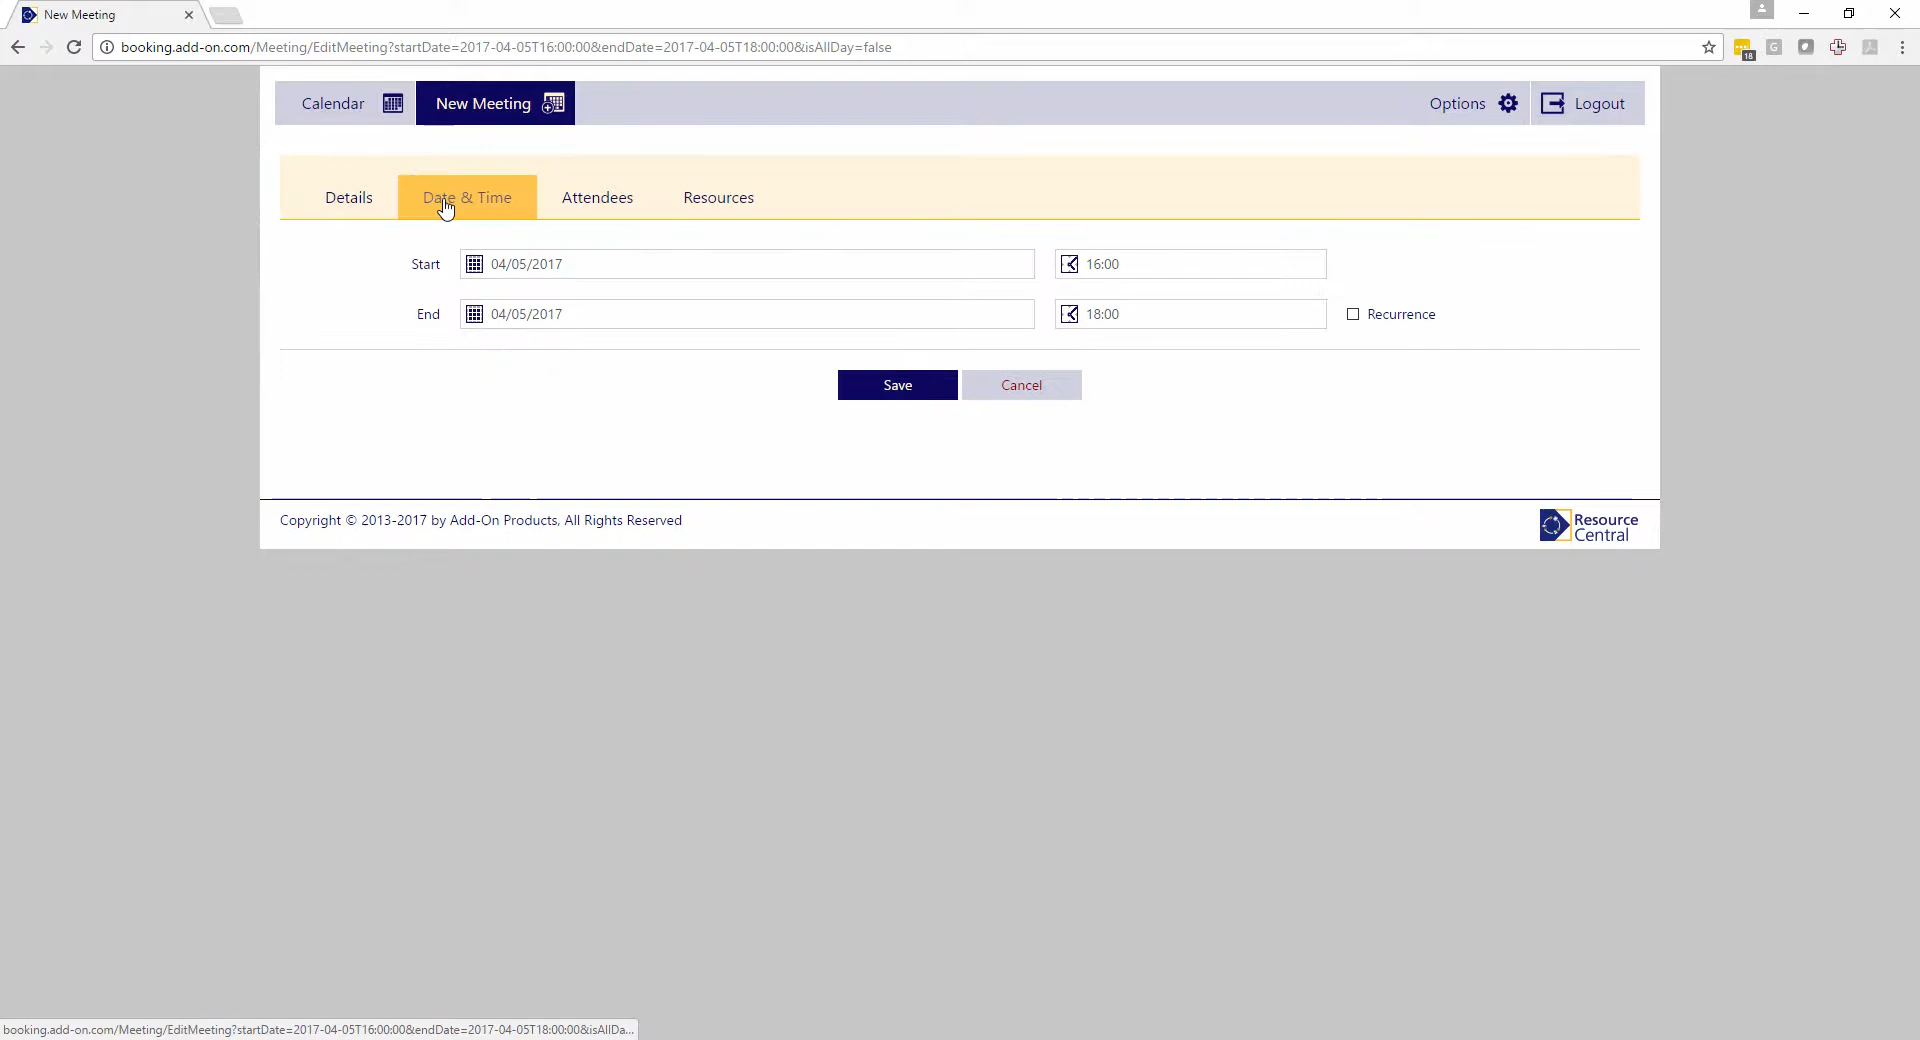 New Meeting
booking.add-on.com/Meeting/EditMeeting?startDate=2017-04-05T16:00:00&endDate=2017-04-05T18:00:00&isAllDay=false
18
G
Calendar New Meeting Options Logout
Details Date & Time Attendees Resources
Start 04/05/2017 16:00
End 04/05/2017 18:00 Recurrence
Save Cancel
Copyright © 2013-2017 by Add-On Products, All Rights Reserved
Resource
Central
booking.add-on.com/Meeting/EditMeeting?startDate=2017-04-05T16:00:00&endDate=2017-04-05T18:00:00&isAllDa...